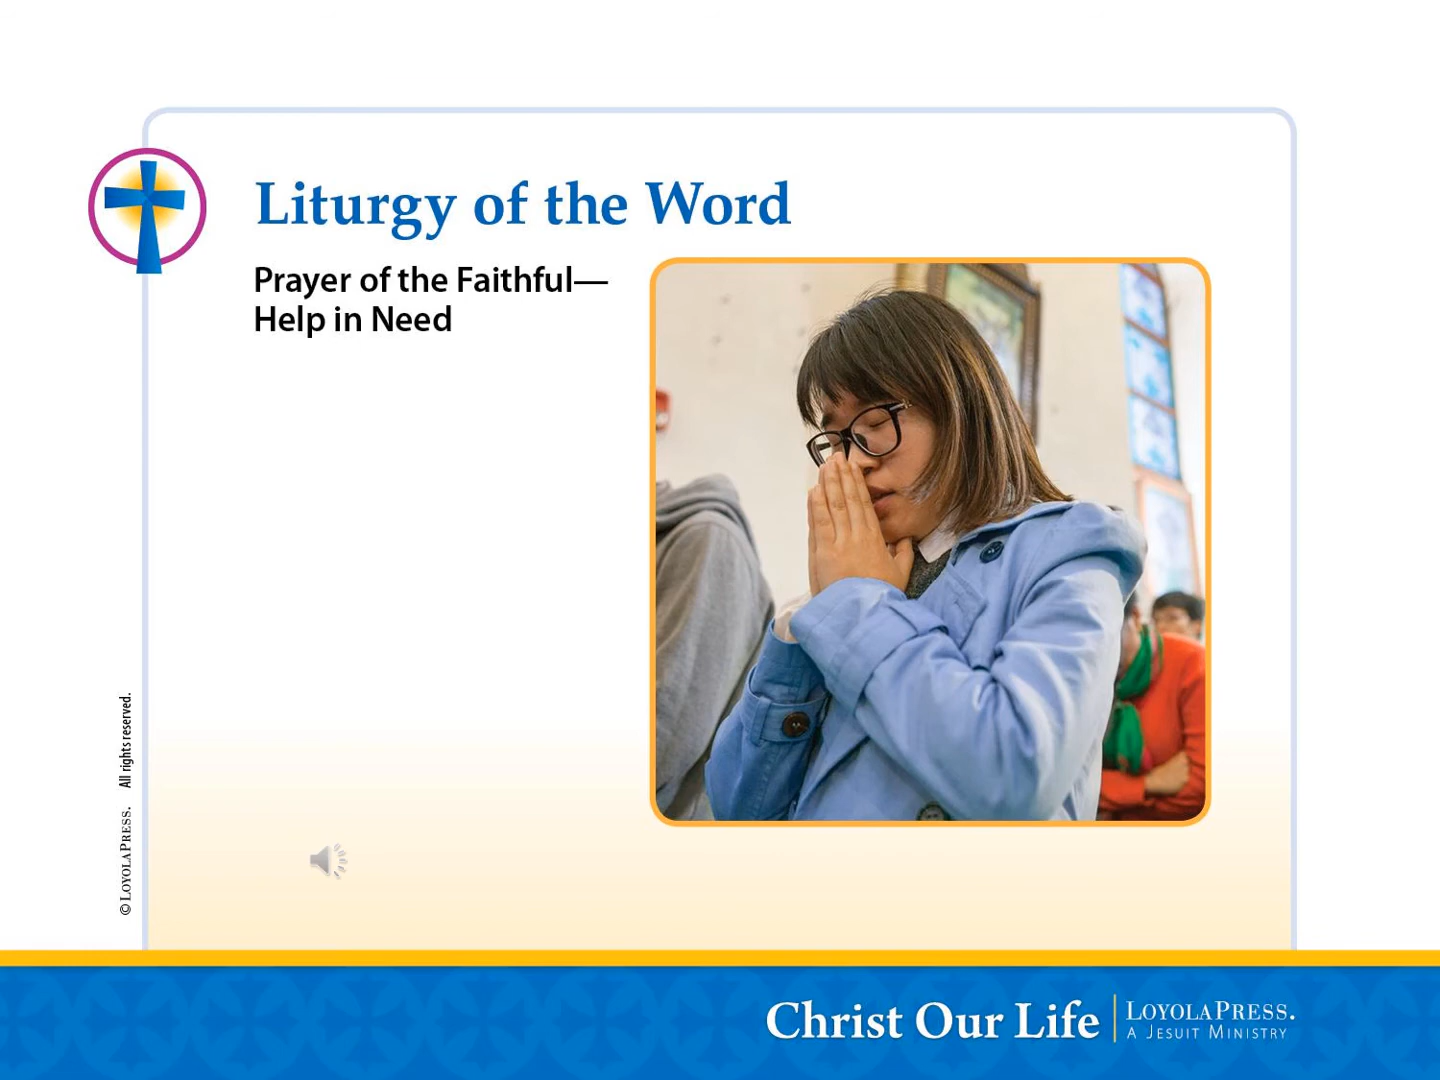 Liturgy of the Word
Prayer of the Faithful—
Help in Need
© LOYOLAPRESS. All rights reserved.
Christ Our Life
LOYOLAPRESS.
A JESUIT MINISTRY